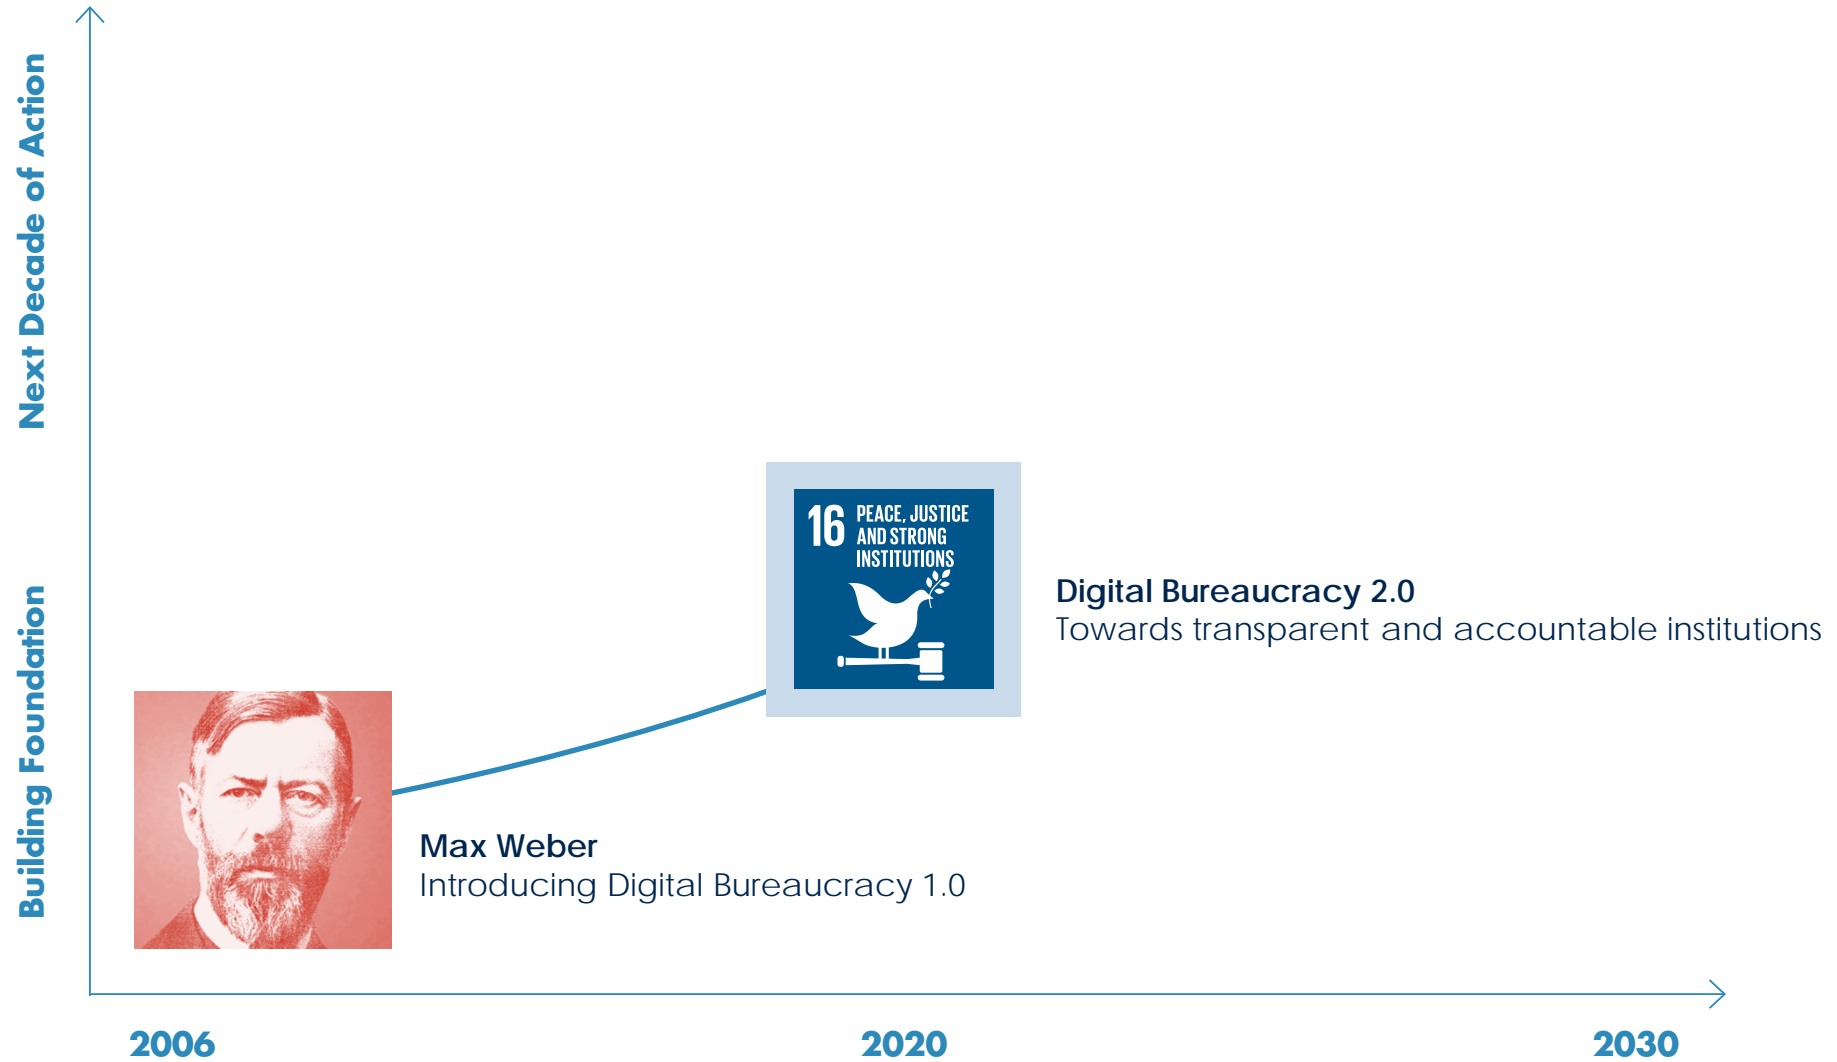 Next Decade of Action
Building Foundation
16
PEACE, JUSTICE
AND STRONG
INSTITUTIONS
Digital Bureaucracy 2.0
Towards transparent and accountable institutions
Max Weber
Introducing Digital Bureaucracy 1.0
2006
2020
2030